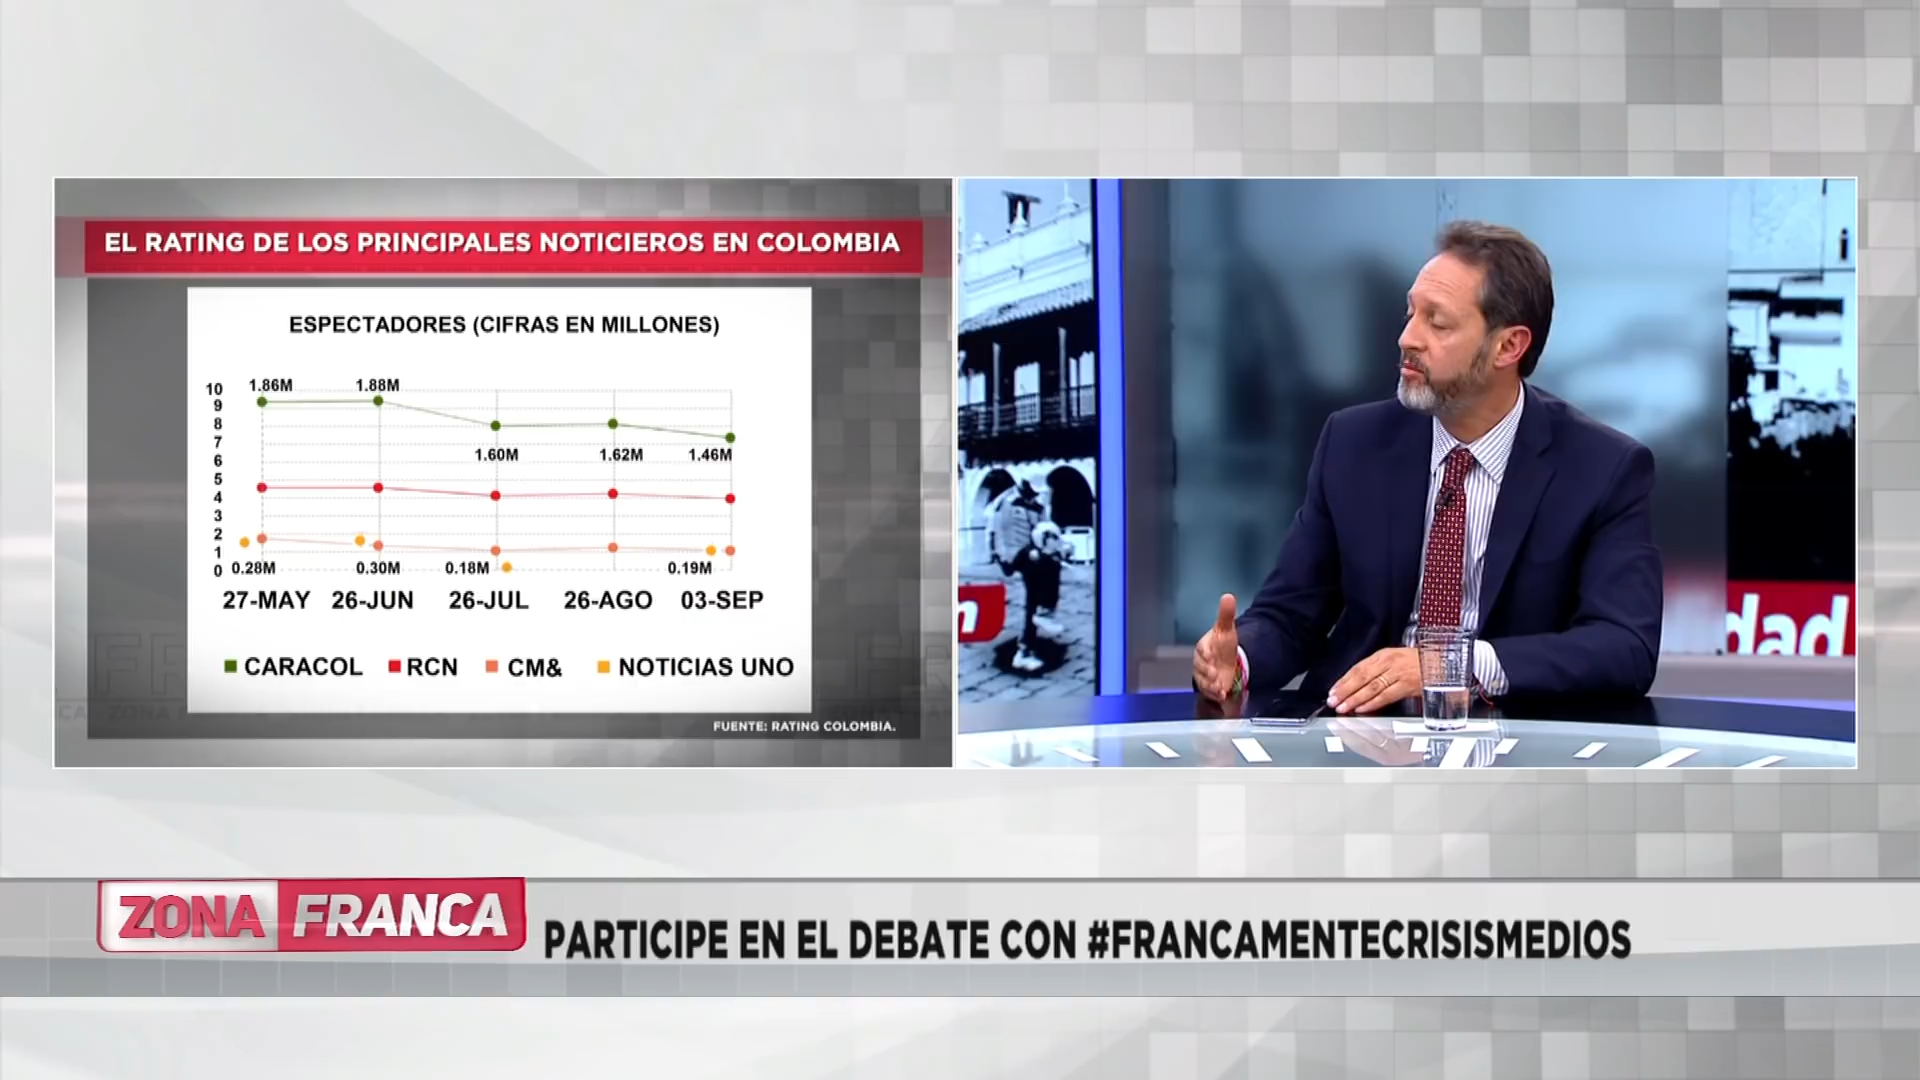 EL RATING DE LOS PRINCIPALES NOTICIEROS EN COLOMBIA
ESPECTADORES (CIFRAS EN MILLONES)
10
9
8
7
6
5
4
3
2
1
0
1.86M 1.88M
1.60M 1.62M 1.46M
0.28M 0.30M 0.18M 0.19M
27-MAY 26-JUN 26-JUL 26-AGO 03-SEP
CARACOL RCN CM& NOTICIAS UNO
FUENTE: RATING COLOMBIA.
dad
ZONA FRANCA
PARTICIPE EN EL DEBATE CON #FRANCAMENTECRISISMEDIOS